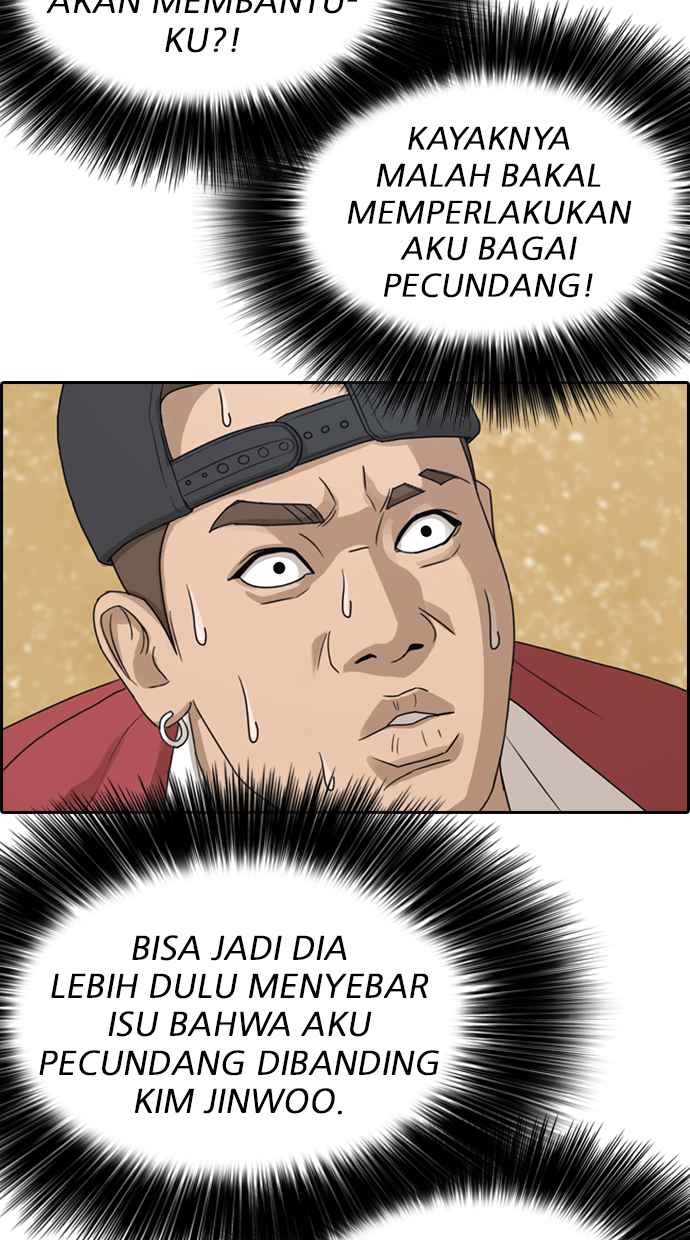 AKAN MEMBANTU-
KU?!
KAYAKNYA
MALAH BAKAL
MEMPERLAKUKAN
AKU BAGAI
PECUNDANG!
BISA JADI DIA
LEBIH DULU MENYEBAR
ISU BAHWA AKU
PECUNDANG DIBANDING
KIM JINWOO.